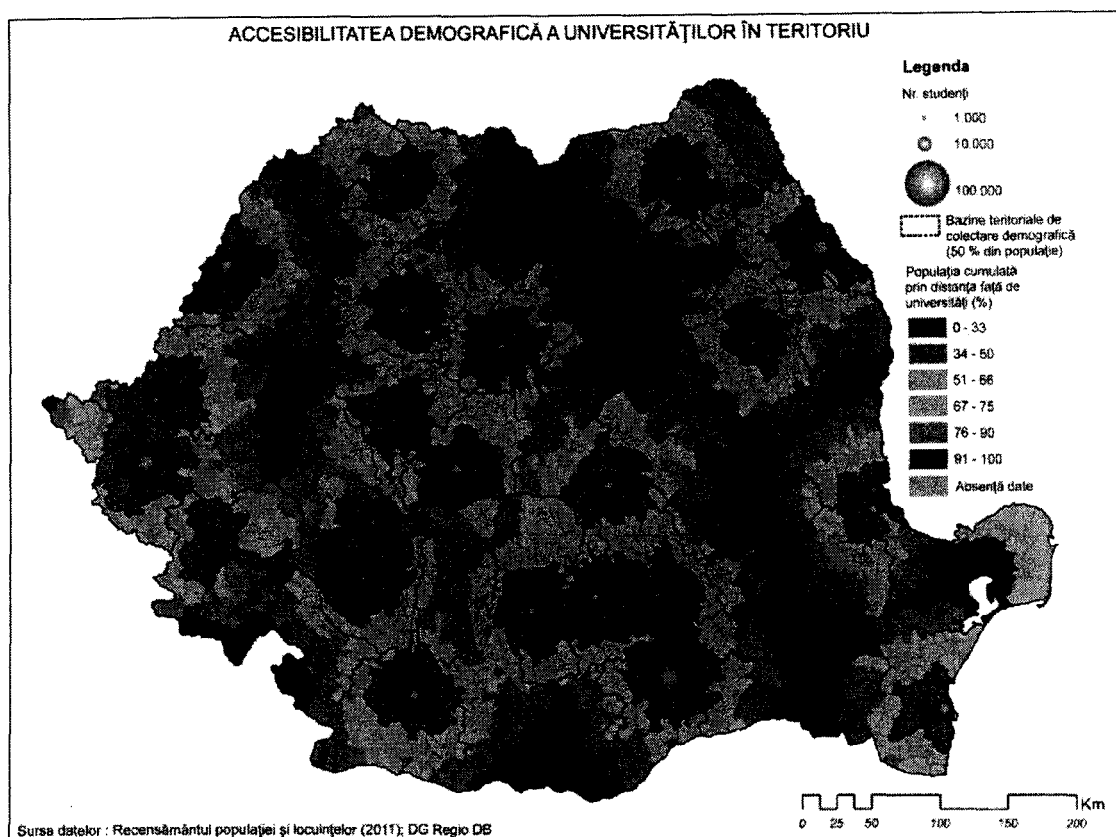 ACCESIBILITATEA DEMOGRAFICĂ A UNIVERSITĂȚILOR ÎN TERITORIU
Legenda
Nr. studenți
1.000
10.000
100 000
Bazine teritoriale de
colectare demografică
(50 % din populație)
Populația cumulată
prin distanța față de
universități (%)
0 - 33
34 - 50
51 - 66
67 - 75
76 - 90
91 - 100
Absență date
Km
0 25 50 100 150 200
Sursa datelor : Recensământul populației și locuințelor (2011); DG Regio DB